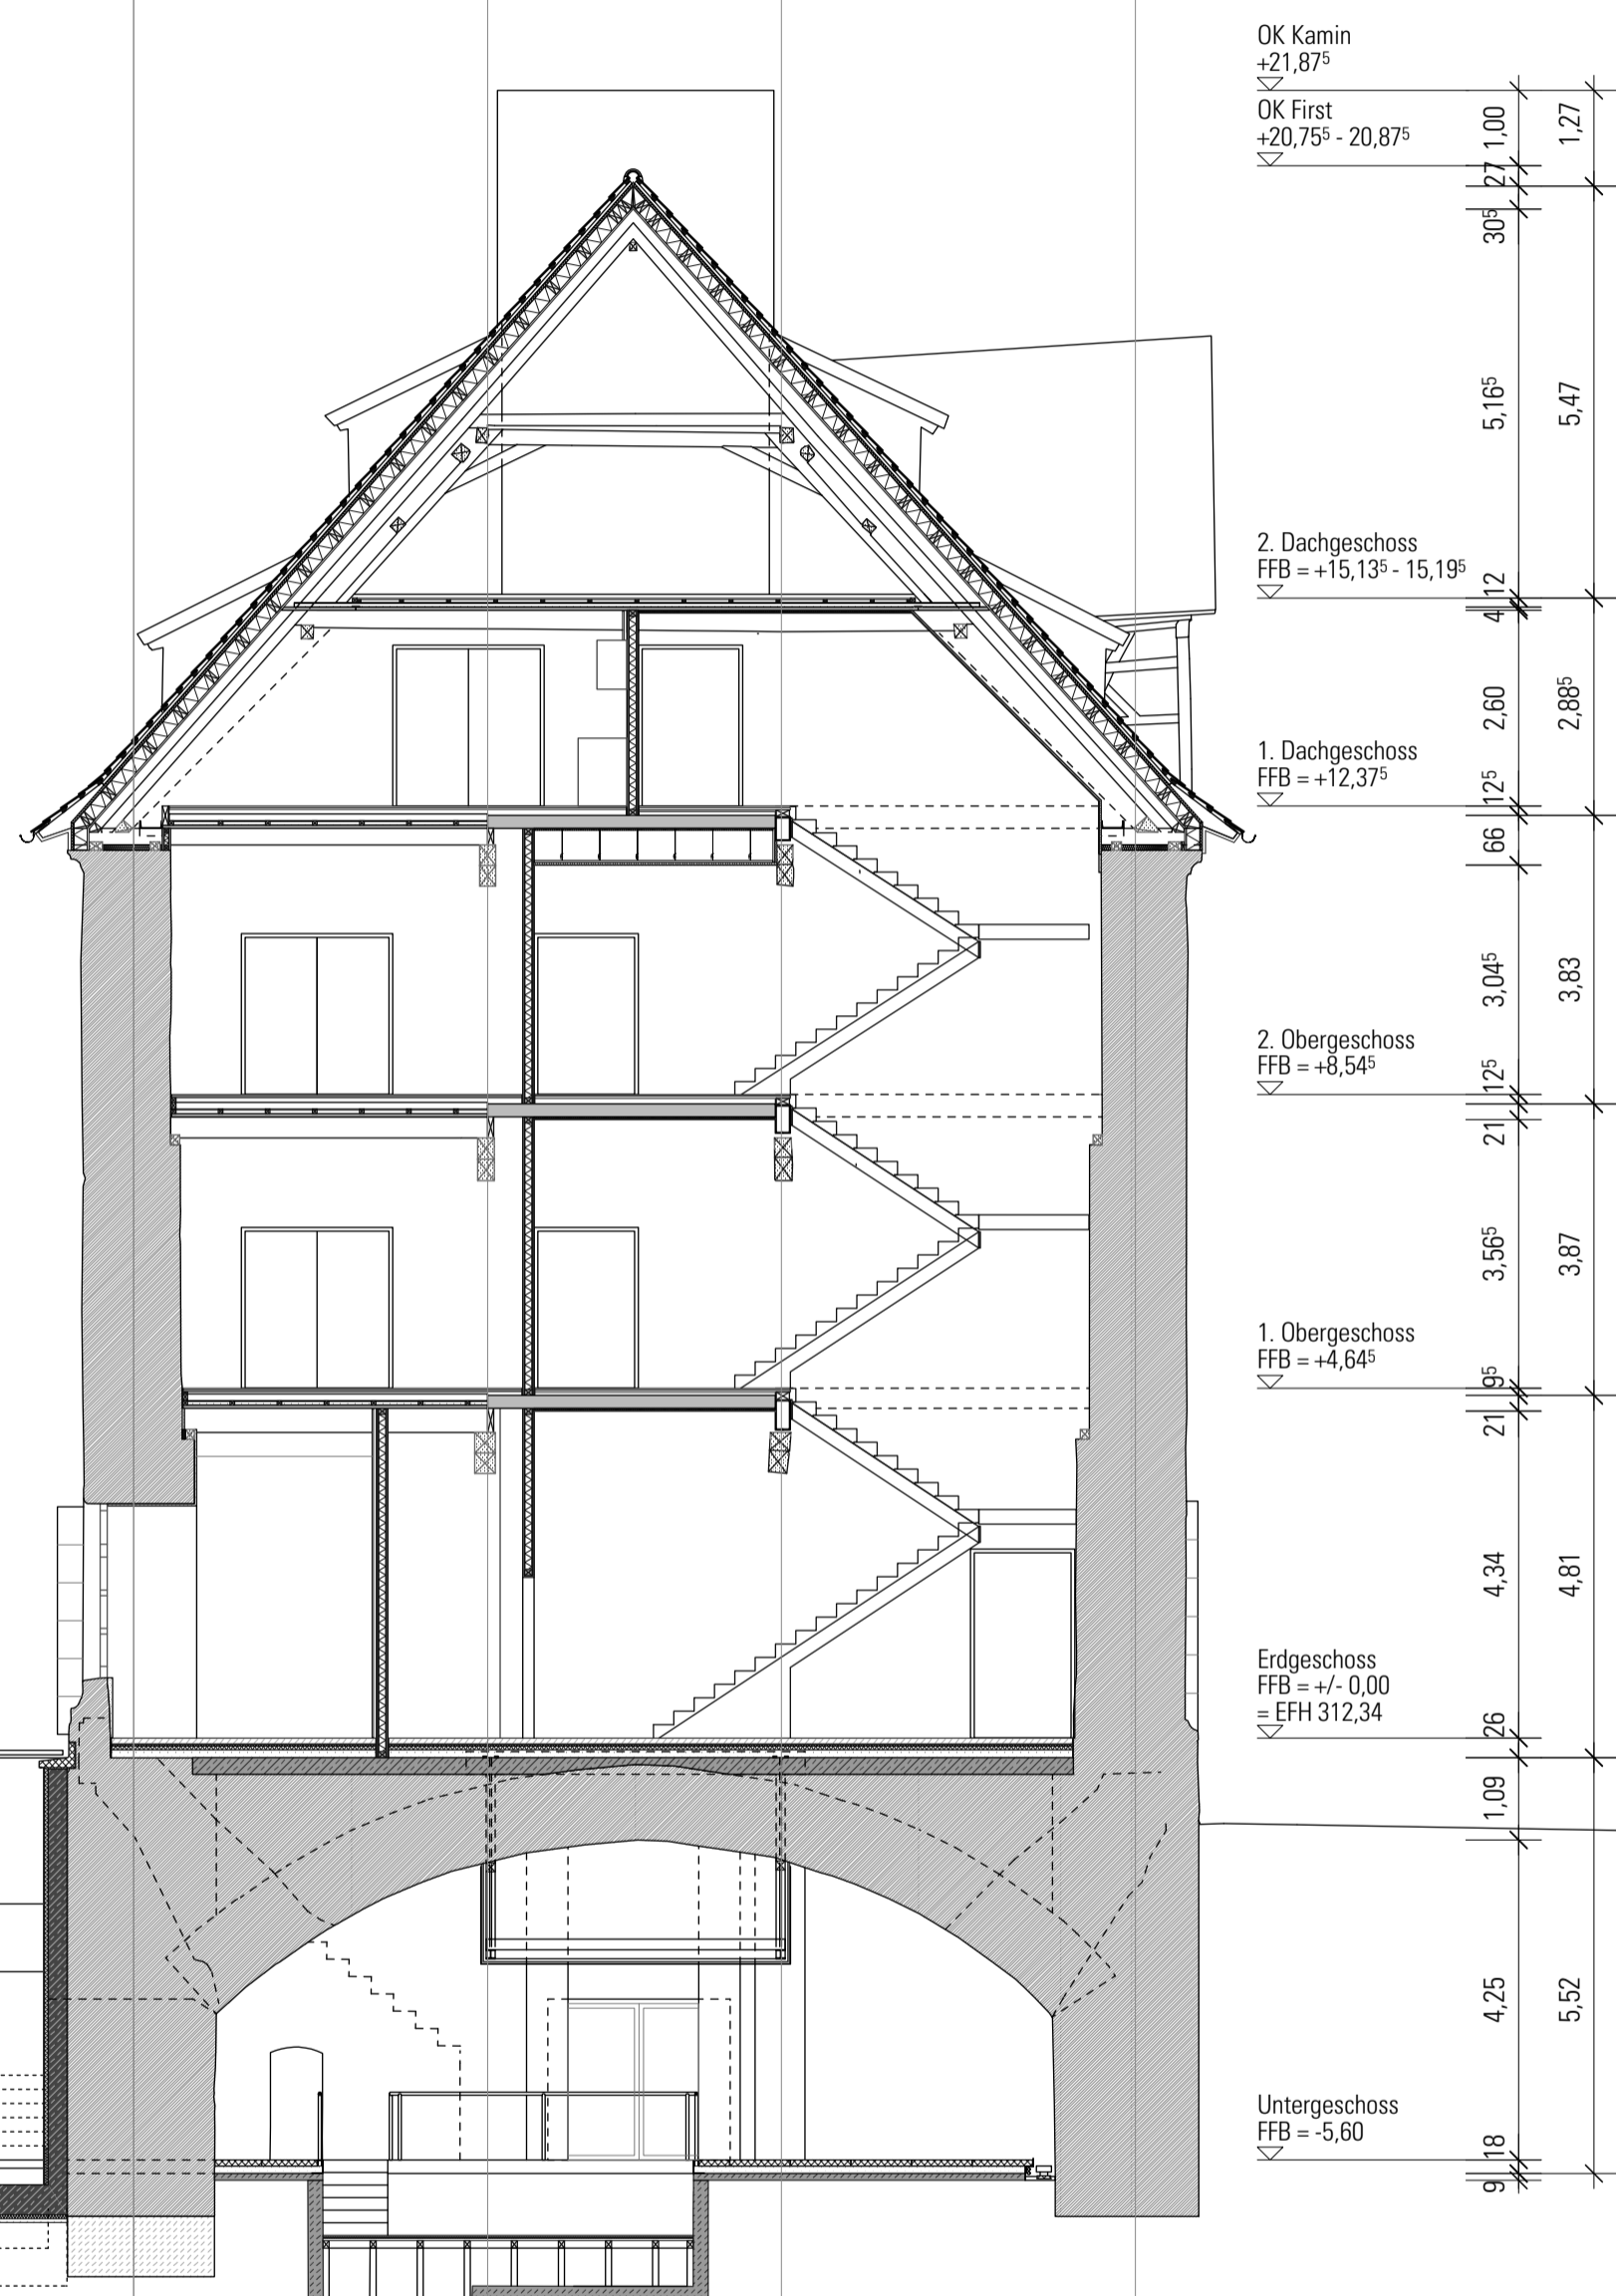 OK Kamin
+21,87⁵
OK First
+20,75⁵ - 20,87⁵
1,00
1,27
27
30⁵
5,16⁵
5,47
2. Dachgeschoss
FFB = +15,13⁵ - 15,19⁵
12
4
2,60
2,88⁵
1. Dachgeschoss
FFB = +12,37⁵
12⁵
66
3,04⁵
3,83
2. Obergeschoss
FFB = +8,54⁵
12⁵
21
3,56⁵
3,87
1. Obergeschoss
FFB = +4,64⁵
9⁵
21
4,34
4,81
Erdgeschoss
FFB = +/- 0,00
= EFH 312,34
26
1,09
4,25
5,52
Untergeschoss
FFB = -5,60
18
9